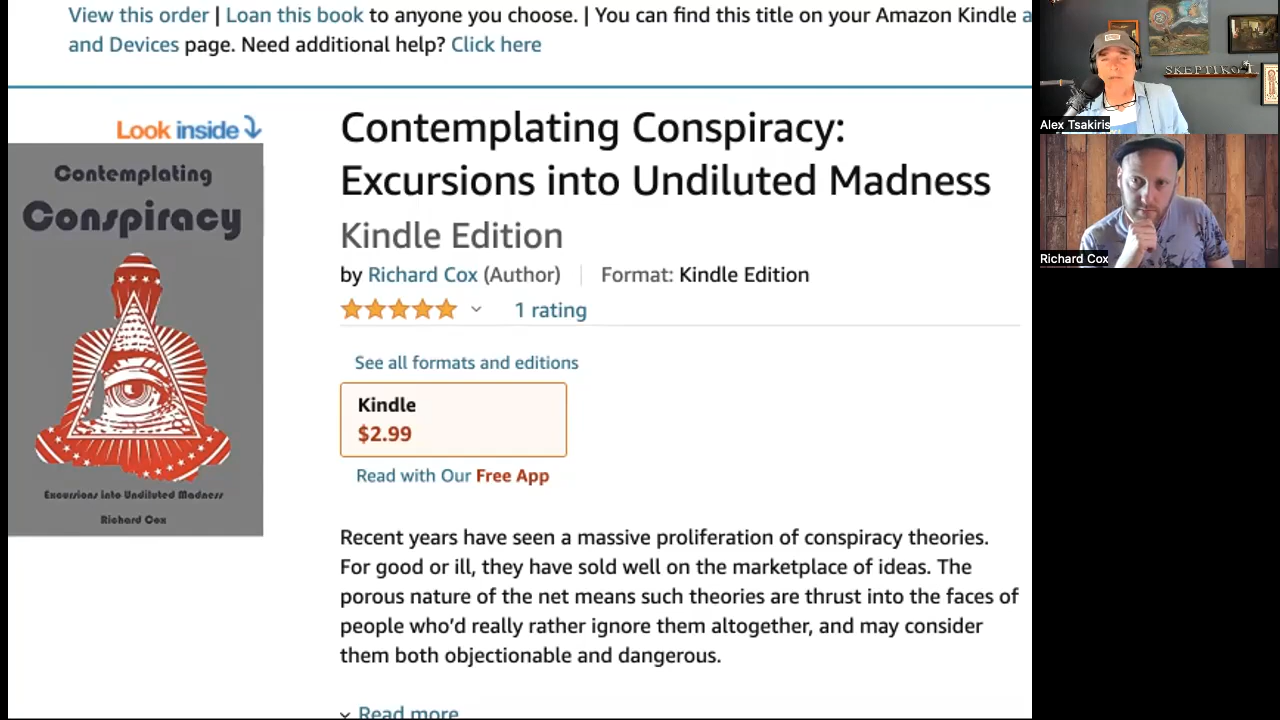 View this order | Loan this book to anyone you choose. | You can find this title on your Amazon Kindle a
and Devices page. Need additional help? Click here
Look inside
Contemplating
Conspiracy
Excursions into Undiluted Madness
Richard Cox
Contemplating Conspiracy:
Excursions into Undiluted Madness
Kindle Edition
by Richard Cox (Author) | Format: Kindle Edition
1 rating
See all formats and editions
Kindle
$2.99
Read with Our Free App
Recent years have seen a massive proliferation of conspiracy theories.
For good or ill, they have sold well on the marketplace of ideas. The
porous nature of the net means such theories are thrust into the faces of
people who’d really rather ignore them altogether, and may consider
them both objectionable and dangerous.
Read more
SKEPTIKO
Alex Tsakiris
Richard Cox